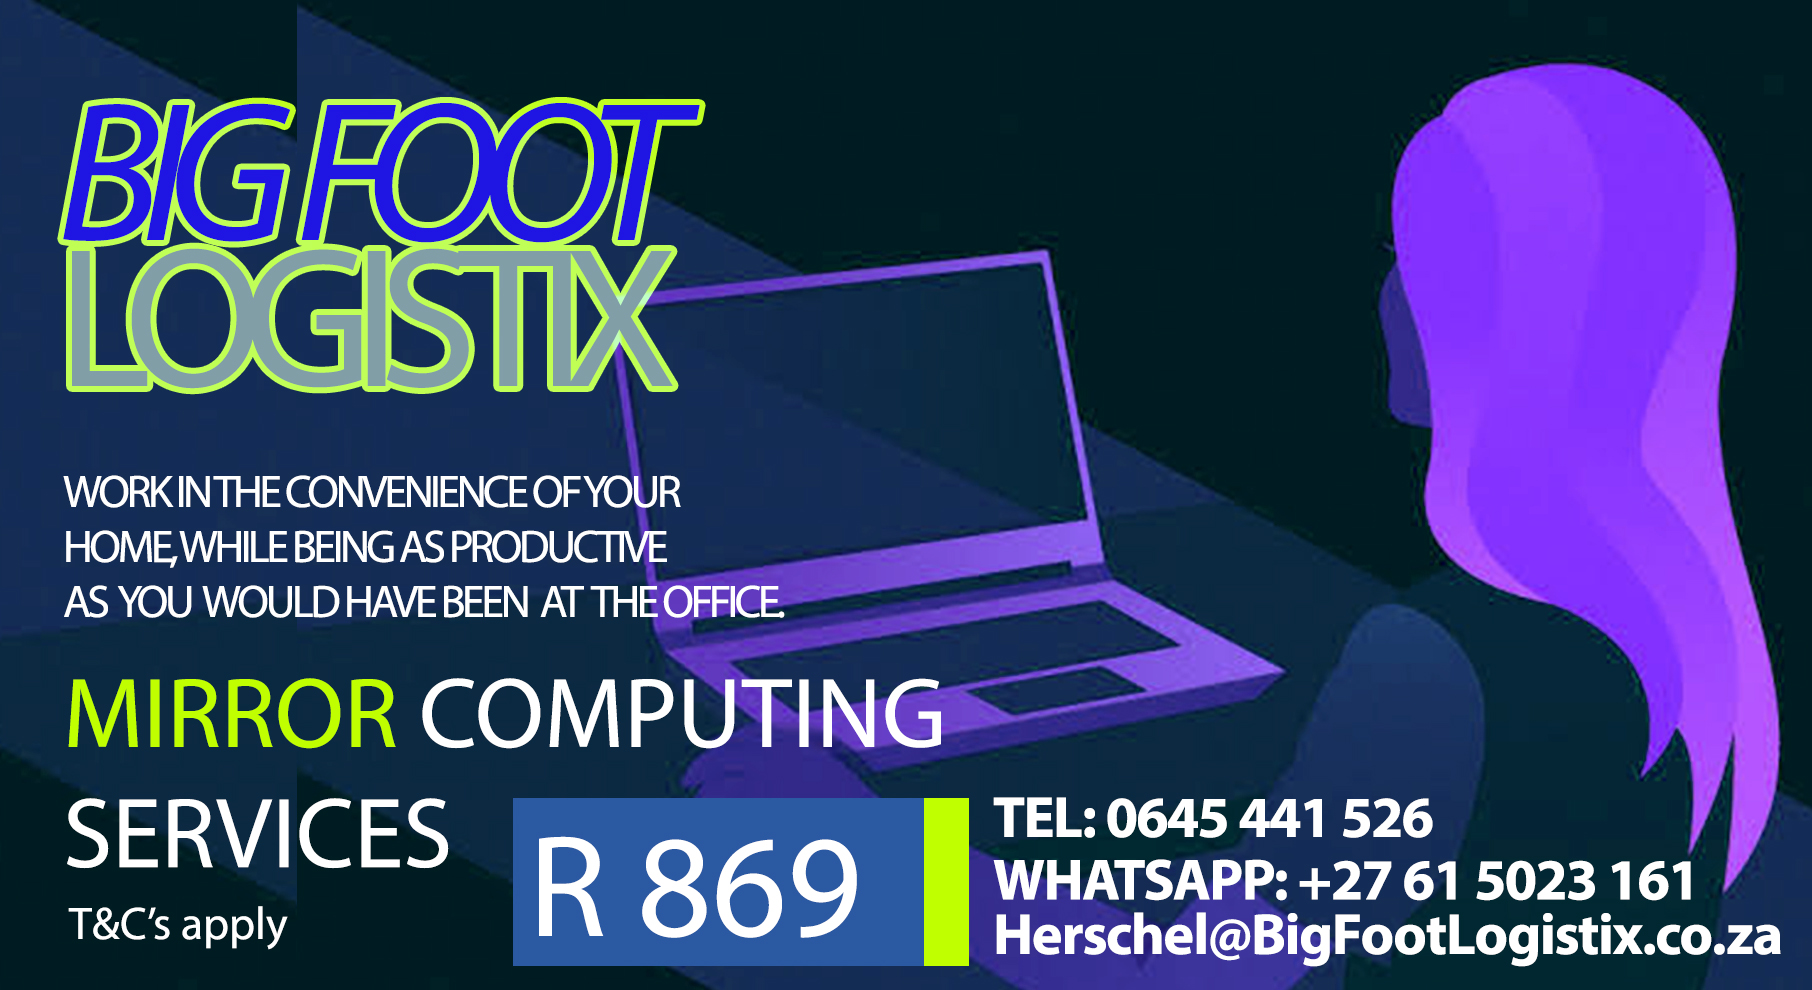 BIG FOOT
LOGISTIX
WORK IN THE CONVENIENCE OF YOUR
HOME, WHILE BEING AS PRODUCTIVE
AS YOU WOULD HAVE BEEN AT THE OFFICE.
MIRROR COMPUTING
SERVICES
T&C’s apply
R 869
TEL: 0645 441 526
WHATSAPP: +27 61 5023 161
Herschel@BigFootLogistix.co.za